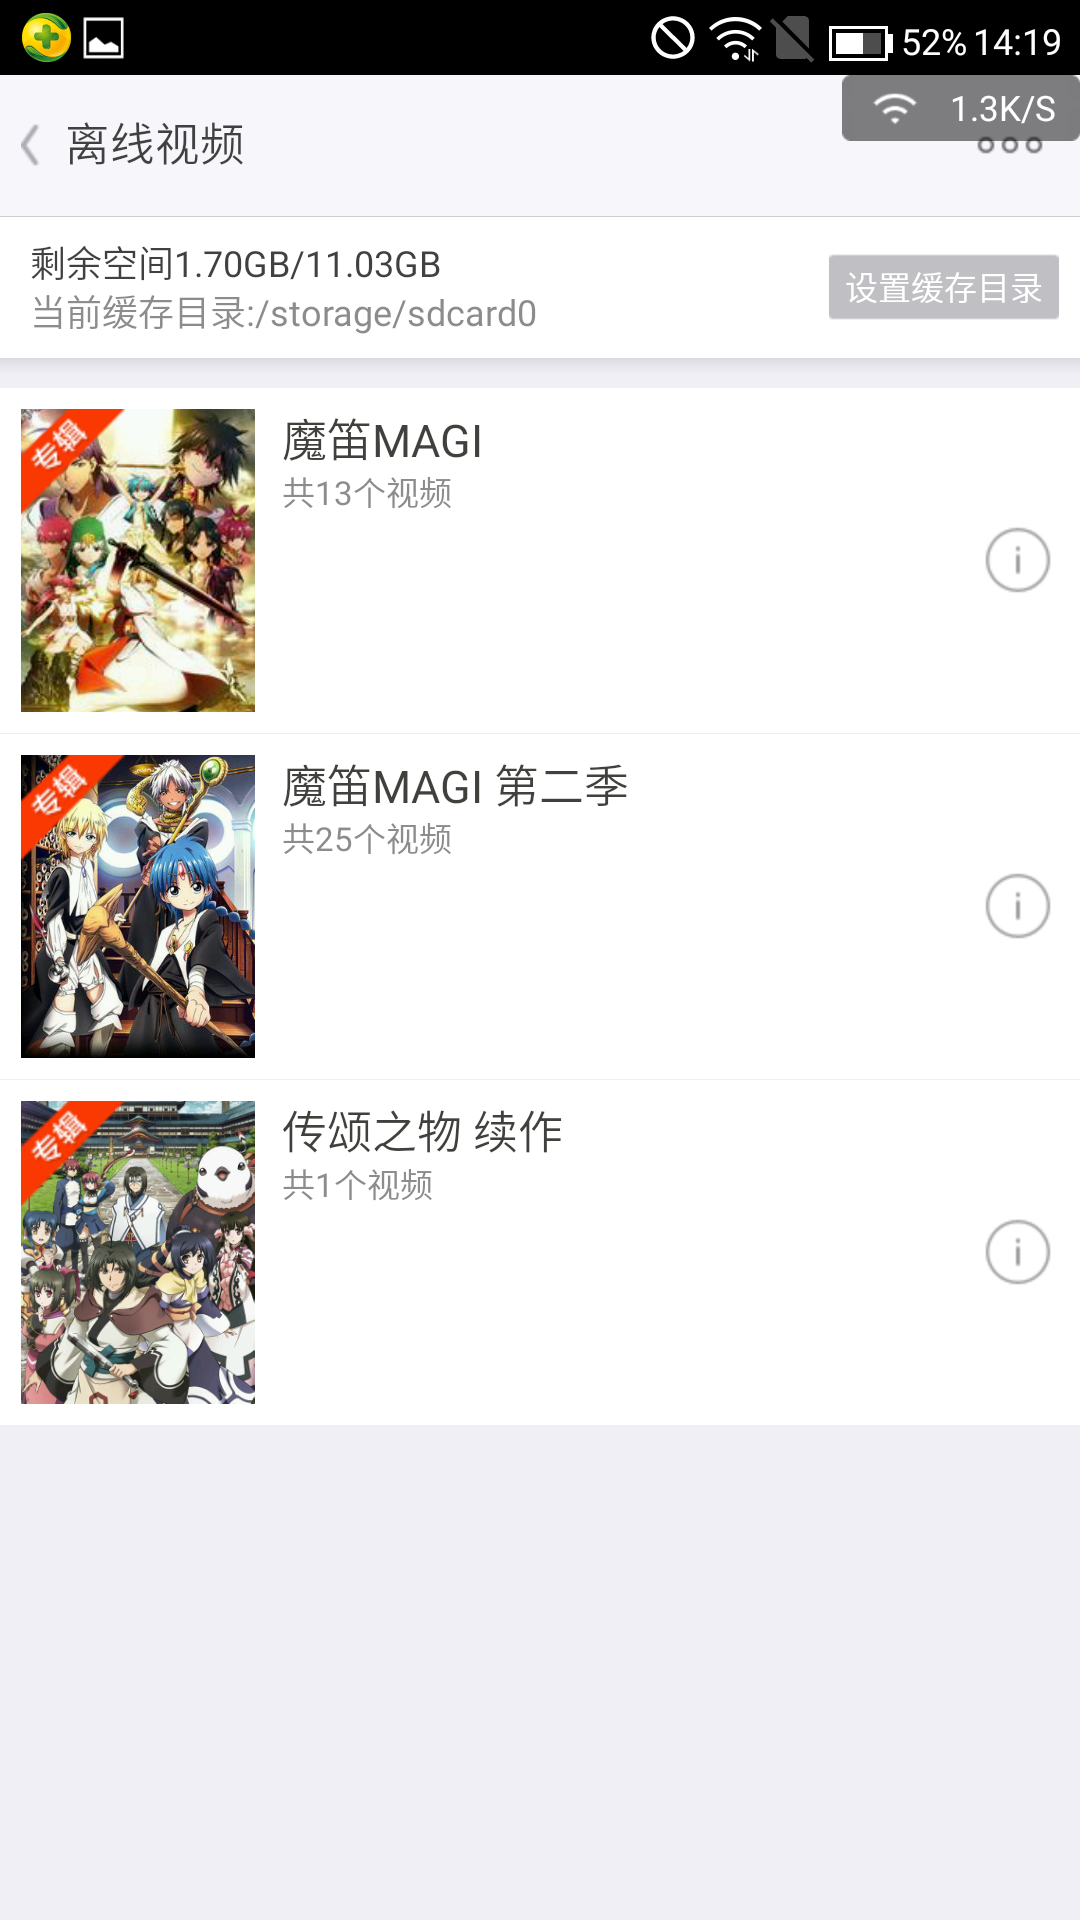 52% 14:19
1.3K/S
离线视频
剩余空间1.70GB/11.03GB
当前缓存目录:/storage/sdcard0
设置缓存目录
专辑
魔笛MAGI
共13个视频
专辑
魔笛MAGI 第二季
共25个视频
专辑
传颂之物 续作
共1个视频